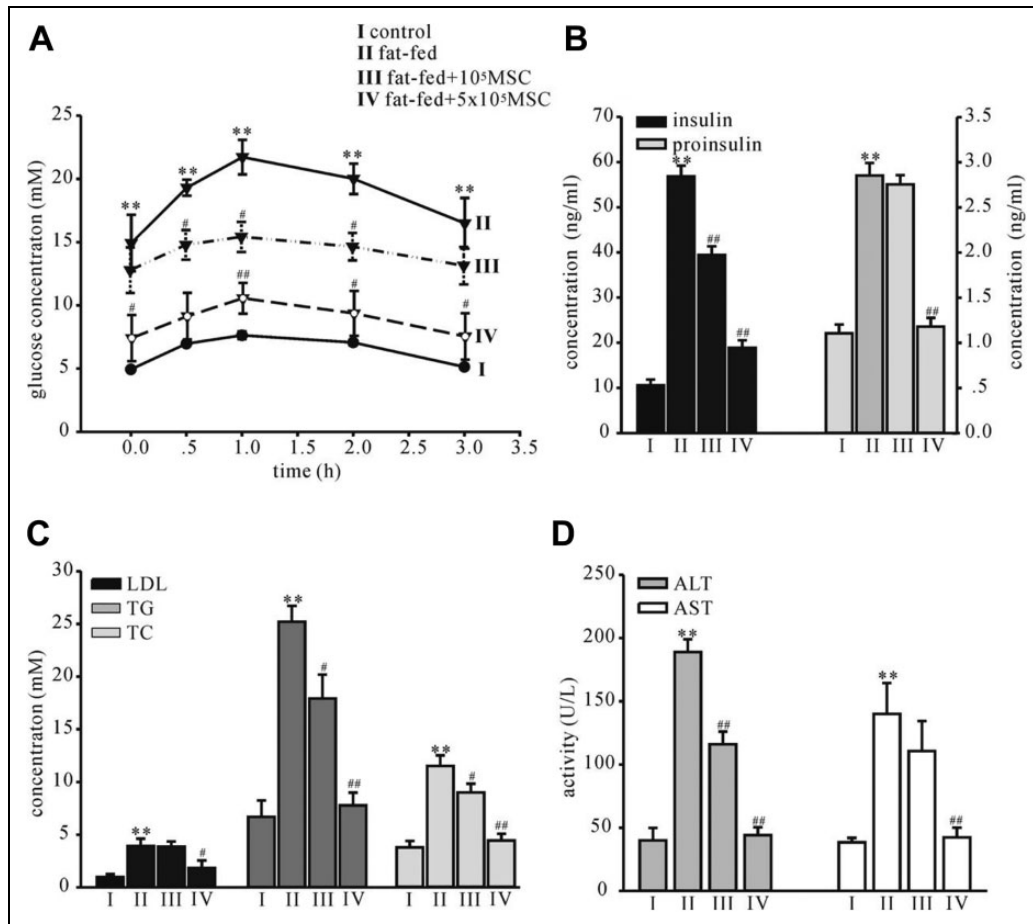 A
I control
II fat-fed
III fat-fed+10⁵MSC
IV fat-fed+5x10⁵MSC
glucose concentraton (mM)
25
20
15
10
5
0
** ** ** ** **
# # #
# ## # #
II
III
IV
I
0.0 .5 1.0 1.5 2.0 2.5 3.0 3.5
time (h)
B
insulin
proinsulin
concentration (ng/ml)
70
60
50
40
30
20
10
0
** ## ##
** ##
3.5
3.0
2.5
2.0
1.5
1.0
.5
0.0
concentration (ng/ml)
I II III IV I II III IV
C
LDL
TG
TC
concentraton (mM)
30
25
20
15
10
5
0
** #
** # ##
** # ##
I II III IV I II III IV I II III IV
D
ALT
AST
activity (U/L)
250
200
150
100
50
0
** ## ##
** ##
I II III IV I II III IV